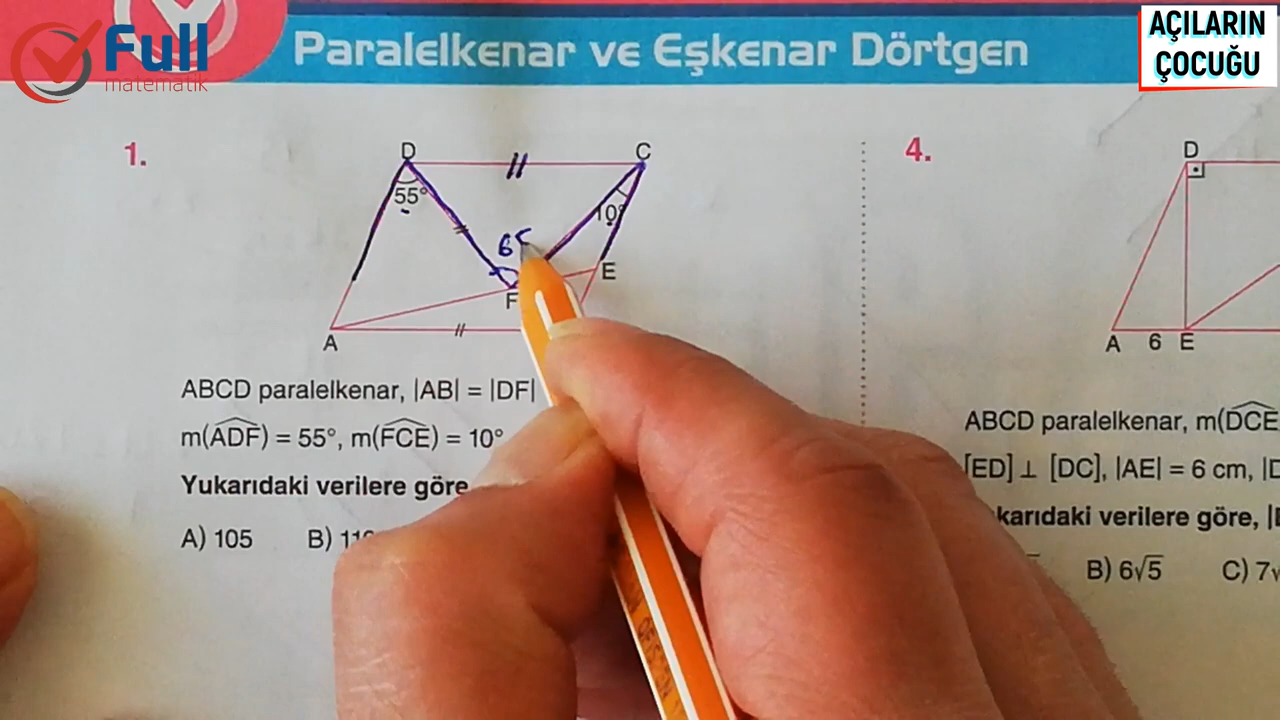 Full
matematik
Paralelkenar ve Eşkenar Dörtgen
AÇILARIN
ÇOCUĞU
1.
D
C
55°
10°
65
E
F
A
ABCD paralelkenar, |AB| = |DF|
m(ADF) = 55°, m(FCE) = 10°
Yukarıdaki verilere göre
A) 105 B)
4.
D
A 6 E
ABCD paralelkenar, m(DCE
[ED] ⊥ [DC], |AE| = 6 cm,
karıdaki verilere göre,
B) 6√5 C)